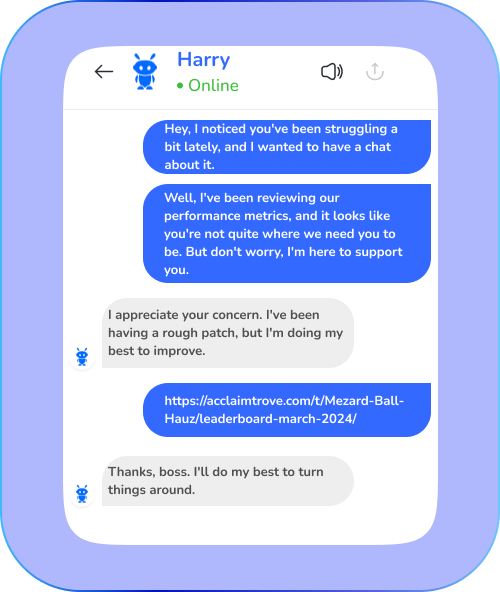 Harry
Online
Hey, I noticed you've been struggling a
bit lately, and I wanted to have a chat
about it.
Well, I've been reviewing our
performance metrics, and it looks like
you're not quite where we need you to
be. But don't worry, I'm here to support
you.
I appreciate your concern. I've been
having a rough patch, but I'm doing my
best to improve.
https://acclaimtrove.com/t/Mezard-Ball-
Hauz/leaderboard-march-2024/
Thanks, boss. I'll do my best to turn
things around.